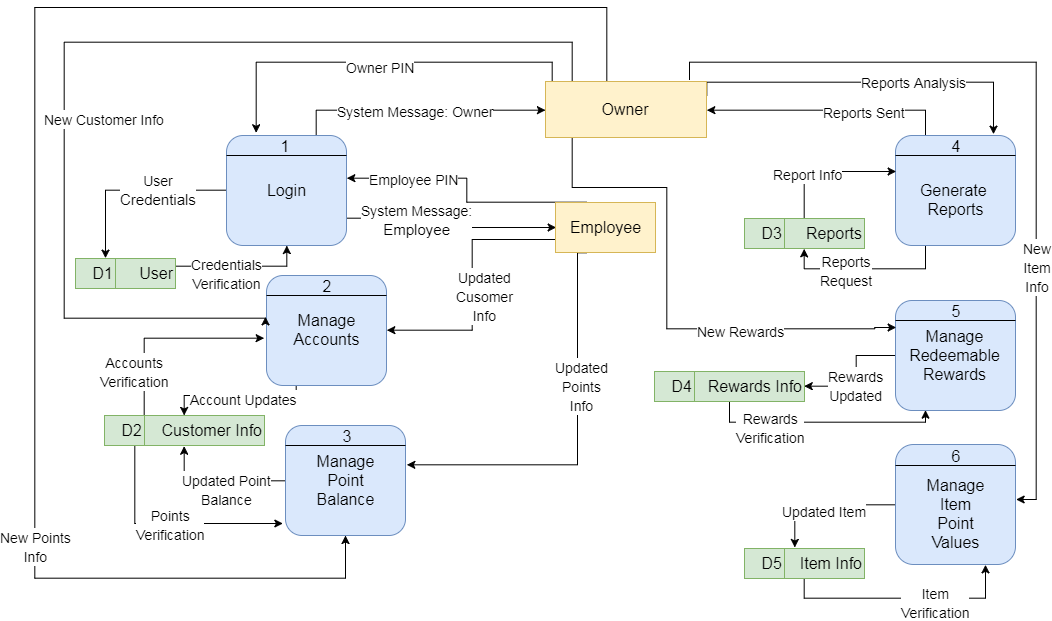 Owner PIN
Reports Analysis
System Message: Owner
Owner
Reports Sent
New Customer Info
1
Login
4
Generate
Reports
User
Credentials
Employee PIN
Report Info
System Message:
Employee
Employee
D3 Reports
D1 User
Credentials
Verification
Reports
Request
New
Item
Info
2
Manage
Accounts
Updated
Cusomer
Info
5
Manage
Redeemable
Rewards
New Rewards
Accounts
Verification
Updated
Points
Info
D4 Rewards Info
Rewards
Updated
Account Updates
D2 Customer Info
Rewards
Verification
3
Manage
Point
Balance
6
Manage
Item
Point
Values
Updated Point
Balance
Updated Item
Points
Verification
New Points
Info
D5 Item Info
Item
Verification